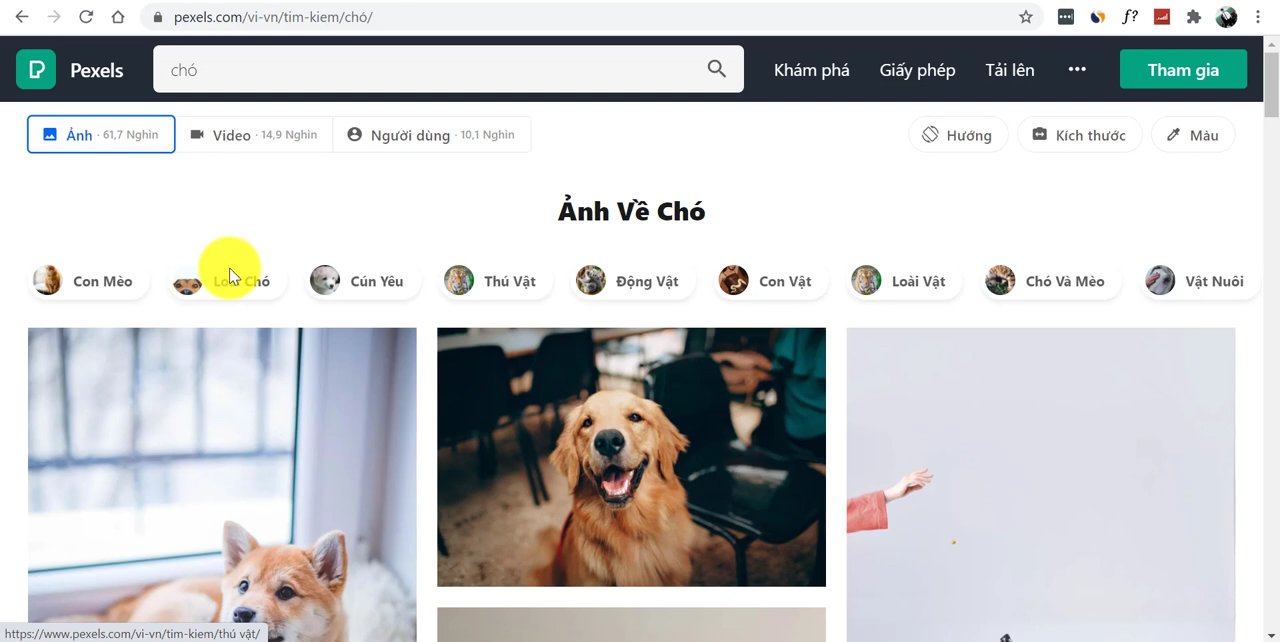 pexels.com/vi-vn/tim-kiem/chó/
f?
Pexels
chó
Khám phá
Giấy phép
Tải lên
Tham gia
Ảnh · 61,7 Nghìn
Video · 14,9 Nghìn
Người dùng · 10,1 Nghìn
Hướng
Kích thước
Màu
Ảnh Về Chó
Con Mèo
Loài Chó
Cún Yêu
Thú Vật
Động Vật
Con Vật
Loài Vật
Chó Và Mèo
Vật Nuôi
https://www.pexels.com/vi-vn/tim-kiem/thú vật/